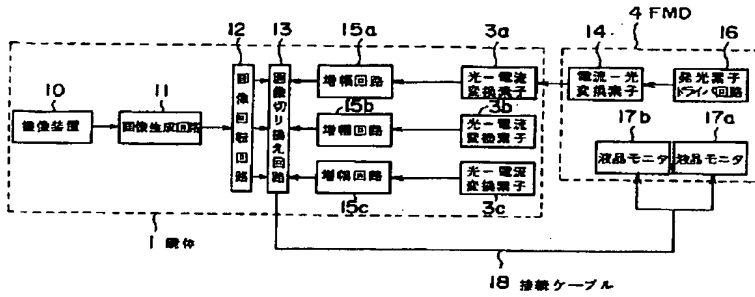 4 FMD
12 13 15a 3a 14 16
10 11
画像回転回路
画像切り換え回路
増幅回路
光−電流
変換素子
電流−光
変換素子
発光素子
ドライバ回路
撮像装置
画像生成回路
15b
3b
17b 17a
増幅回路
光−電流
変換素子
液晶モニタ
液晶モニタ
増幅回路
光−電流
変換素子
15c
3c
1 鏡体
18 接続ケーブル